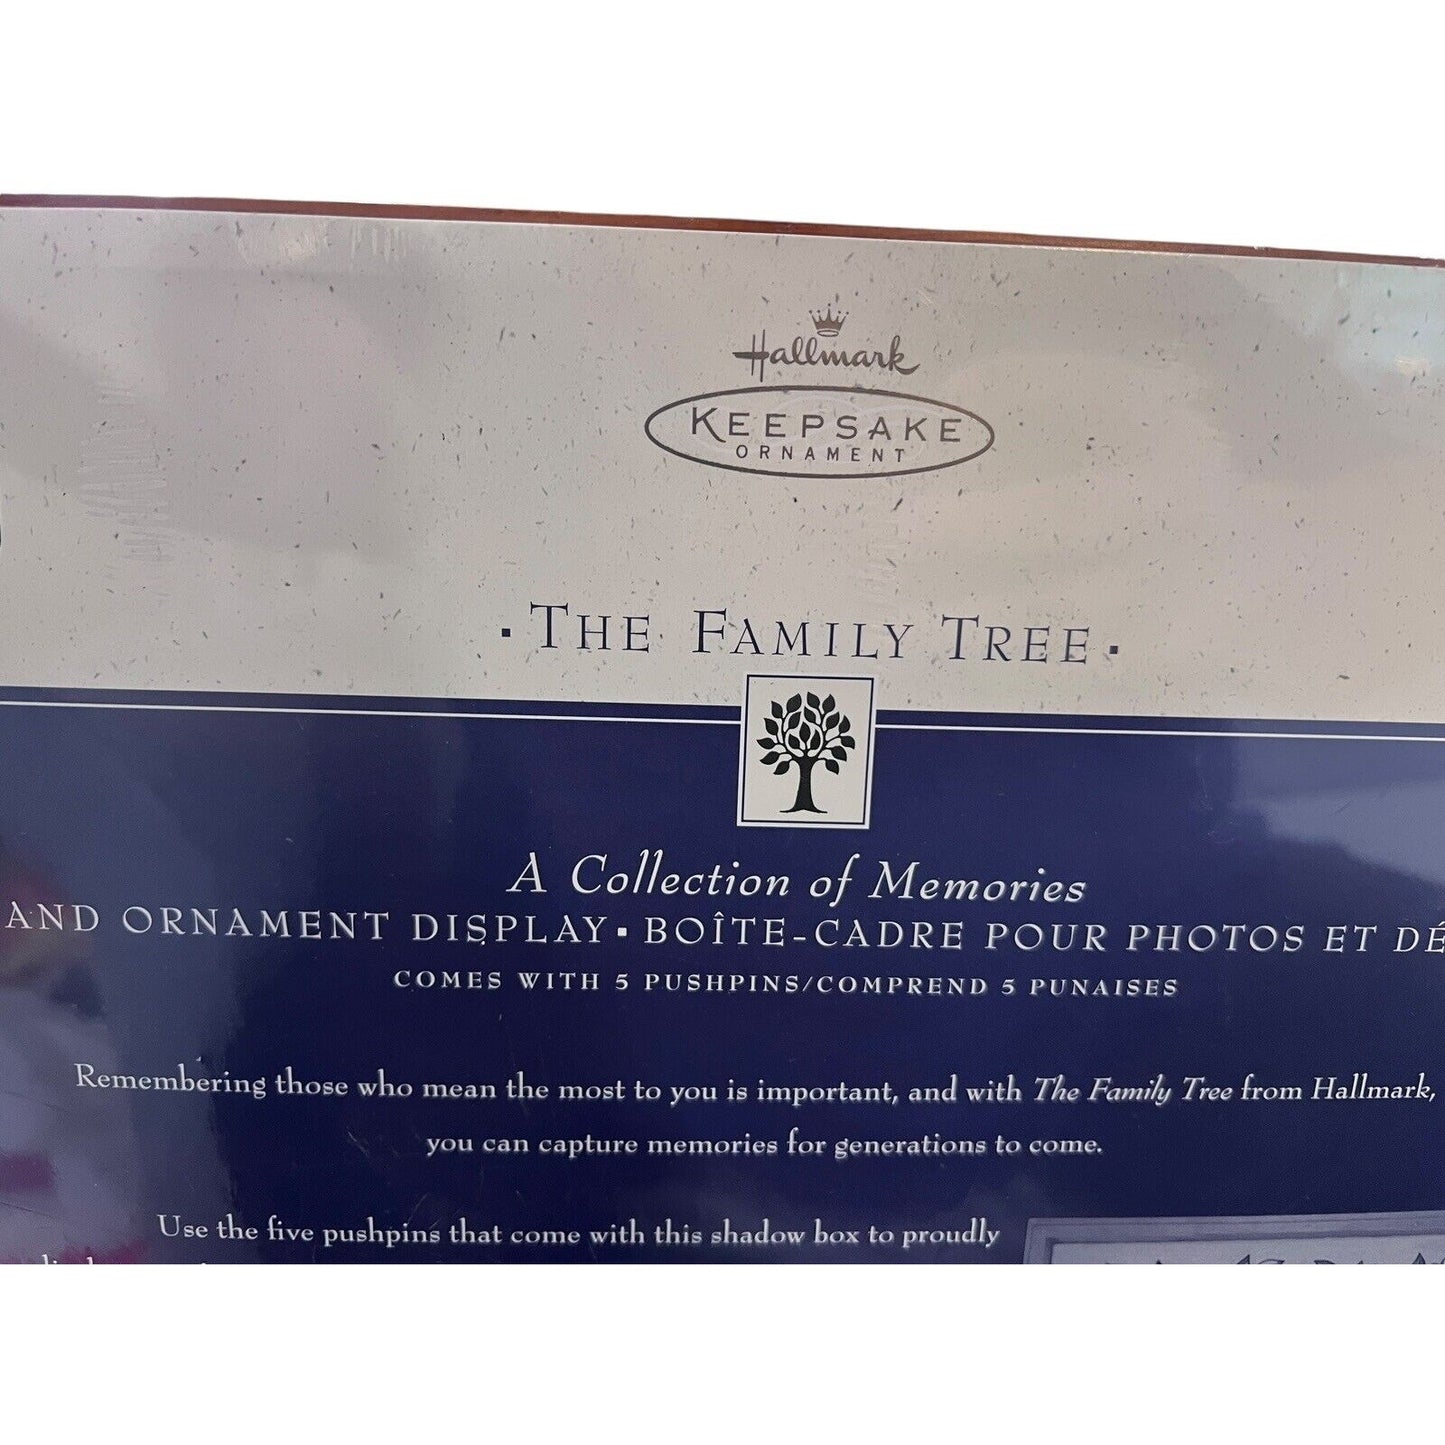 Hallmark
KEEPSAKE
ORNAMENT
· THE FAMILY TREE ·
A Collection of Memories
AND ORNAMENT DISPLAY ▪ BOÎTE-CADRE POUR PHOTOS ET DÉ
COMES WITH 5 PUSHPINS/COMPREND 5 PUNAISES
Remembering those who mean the most to you is important, and with The Family Tree from Hallmark,
you can capture memories for generations to come.
Use the five pushpins that come with this shadow box to proudly